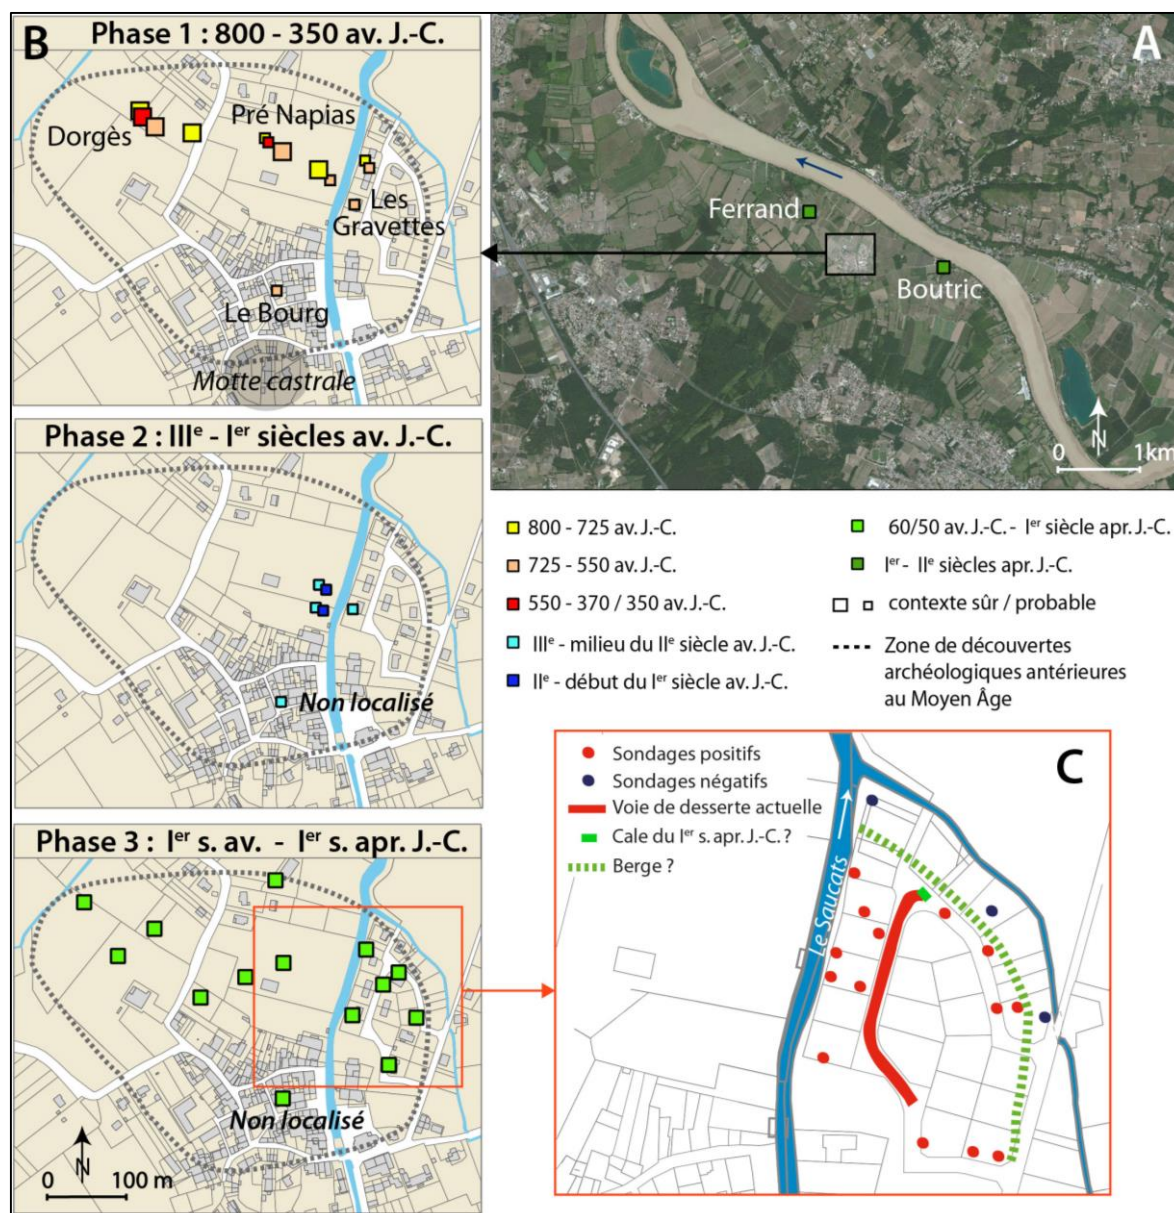 B
Phase 1 : 800 - 350 av. J.-C.
Dorgès
Pré Napias
Les
Gravettes
Le Bourg
Motte castrale
A
Ferrand
Boutric
N
0 1km
Phase 2 : IIIe - Ier siècles av. J.-C.
Non localisé
800 - 725 av. J.-C.
725 - 550 av. J.-C.
550 - 370 / 350 av. J.-C.
IIIe - milieu du IIe siècle av. J.-C.
IIe - début du Ier siècle av. J.-C.
60/50 av. J.-C. - Ier siècle apr. J.-C.
Ier - IIe siècles apr. J.-C.
contexte sûr / probable
Zone de découvertes
archéologiques antérieures
au Moyen Âge
Phase 3 : Ier s. av. - Ier s. apr. J.-C.
Non localisé
N
0 100 m
C
Sondages positifs
Sondages négatifs
Voie de desserte actuelle
Cale du Ier s. apr. J.-C. ?
Berge ?
Le Saucats